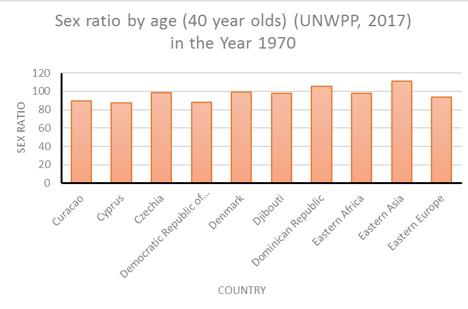 Sex ratio by age (40 year olds) (UNWPP, 2017)
in the Year 1970
SEX RATIO
120
100
80
60
40
20
0
Curacao
Cyprus
Czechia
Democratic Republic of...
Denmark
Djibouti
Dominican Republic
Eastern Africa
Eastern Asia
Eastern Europe
COUNTRY